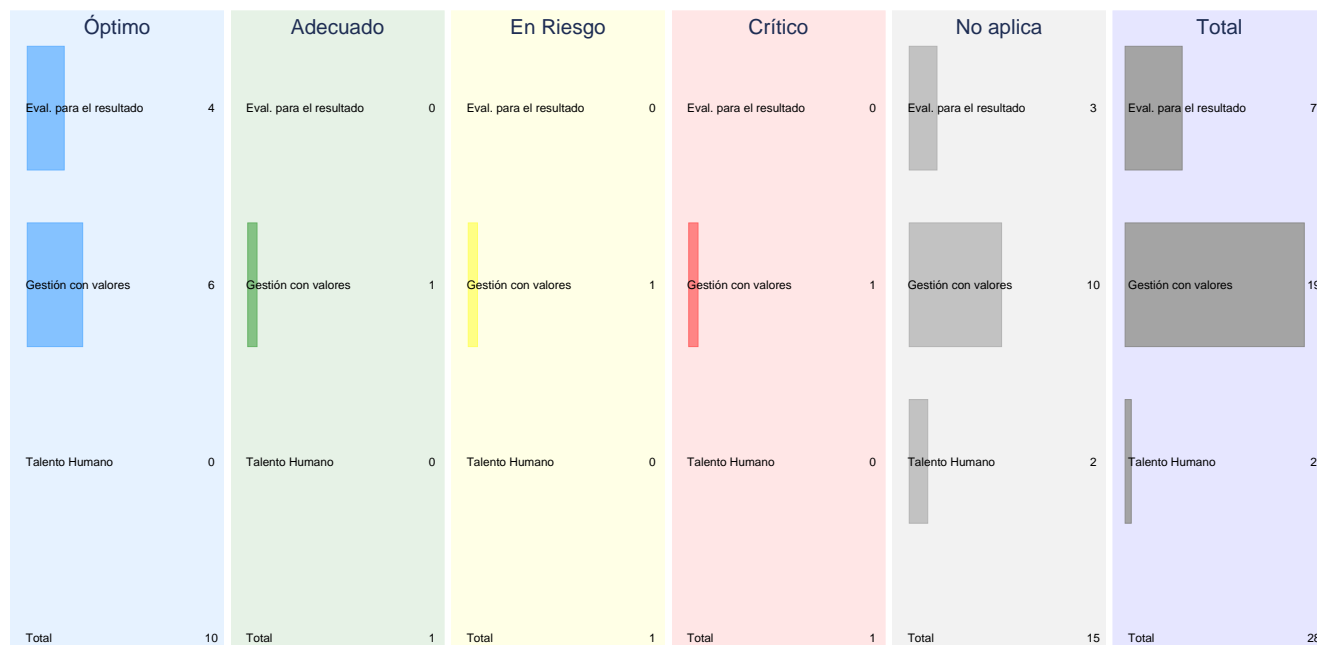 Óptimo Adecuado En Riesgo Crítico No aplica Total
Eval. para el resultado 4 Eval. para el resultado 0 Eval. para el resultado 0 Eval. para el resultado 0 Eval. para el resultado 3 Eval. para el resultado 7
Gestión con valores 6 Gestión con valores 1 Gestión con valores 1 Gestión con valores 1 Gestión con valores 10 Gestión con valores 19
Talento Humano 0 Talento Humano 0 Talento Humano 0 Talento Humano 0 Talento Humano 2 Talento Humano 2
Total 10 Total 1 Total 1 Total 1 Total 15 Total 28